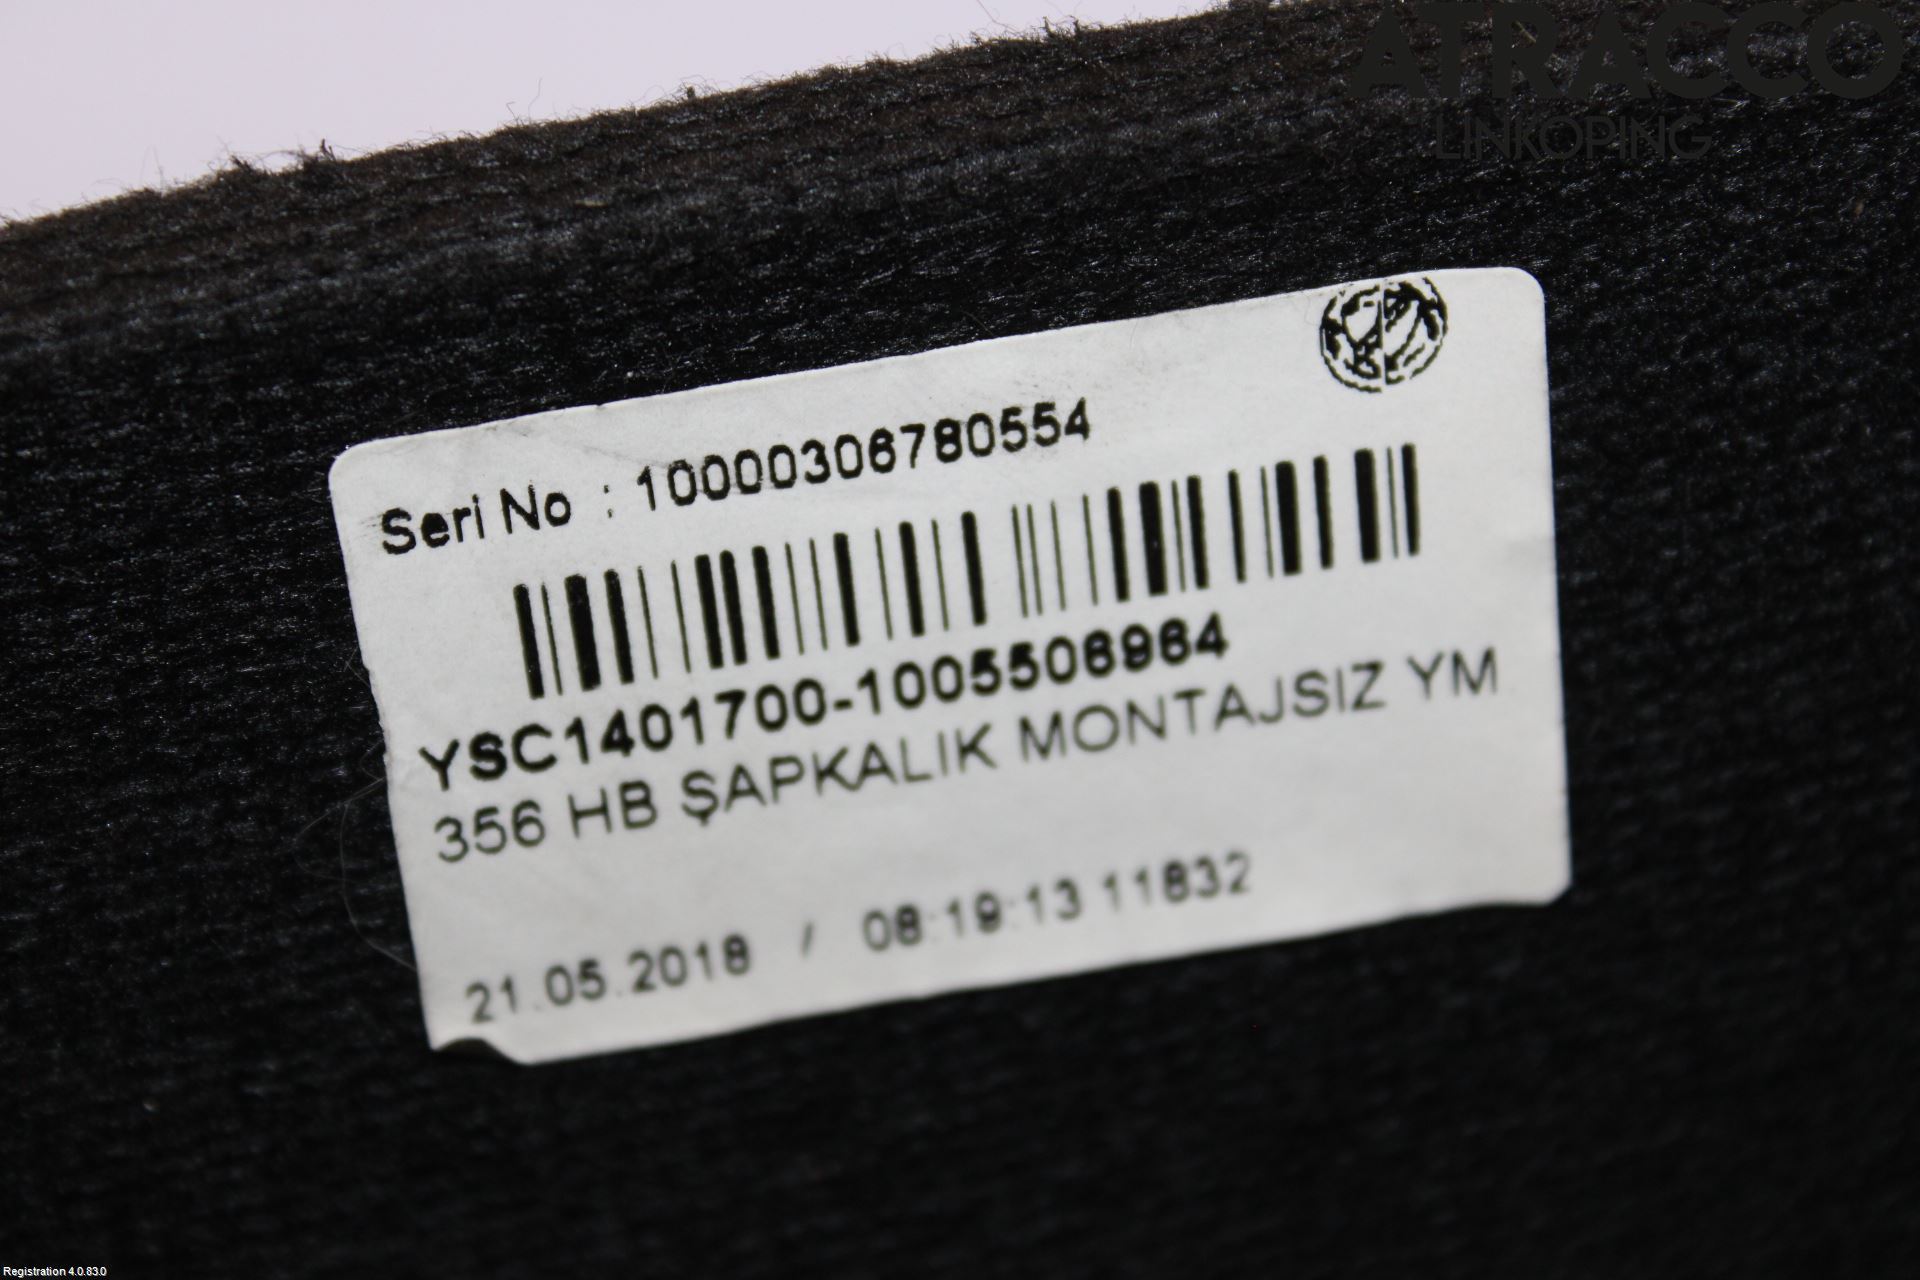 ATRACCO
LINKÖPING
Seri No : 10000306780554
YSC1401700-1005506964
356 HB ŞAPKALIK MONTAJSIZ YM
21.05.2018 / 08:19:13 11832
Registration 4.0.83.0